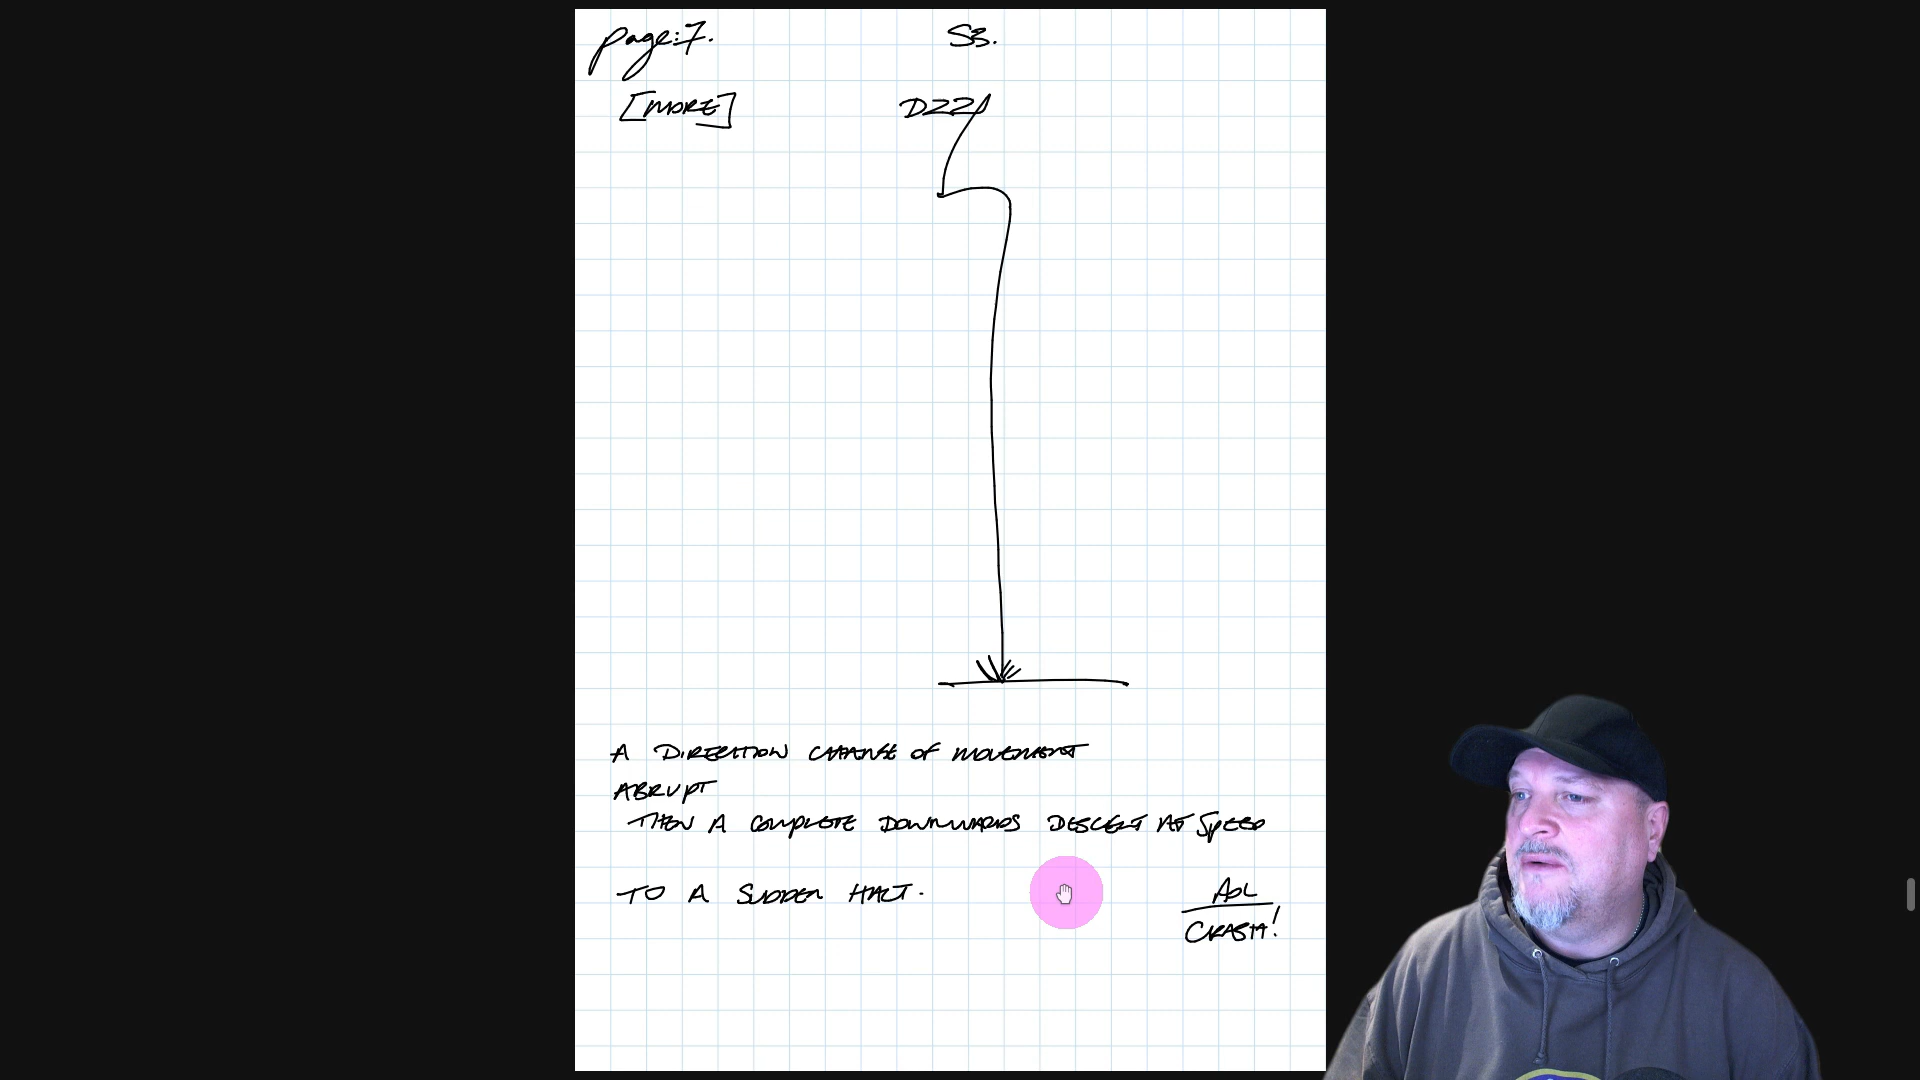 page:7.
S3.
[MORE]
DZZ
A DIRECTION CHANGE OF MOVEMENT
ABRUPT
THEN A COMPLETE DOWNWARDS DESCENT AT SPEED
TO A SUDDEN HALT.
AOL
CRASH!